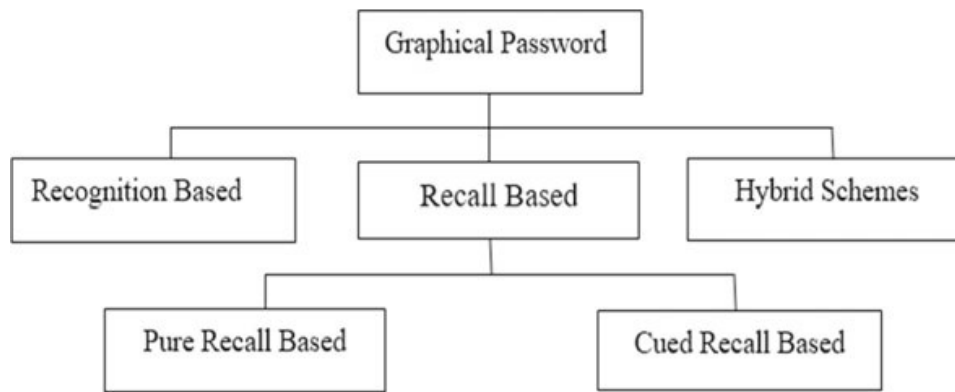 Graphical Password
Recognition Based
Recall Based
Hybrid Schemes
Pure Recall Based
Cued Recall Based